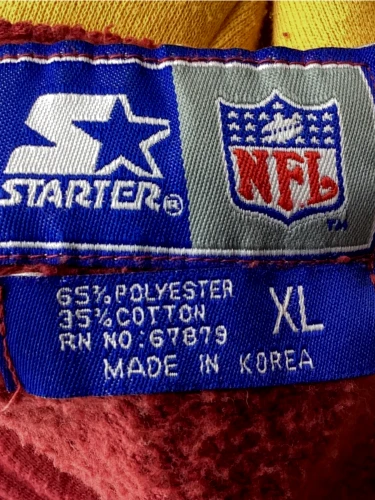 STARTER®
NFL
TM
65% POLYESTER
35% COTTON
RN NO: 67879
XL
MADE IN KOREA